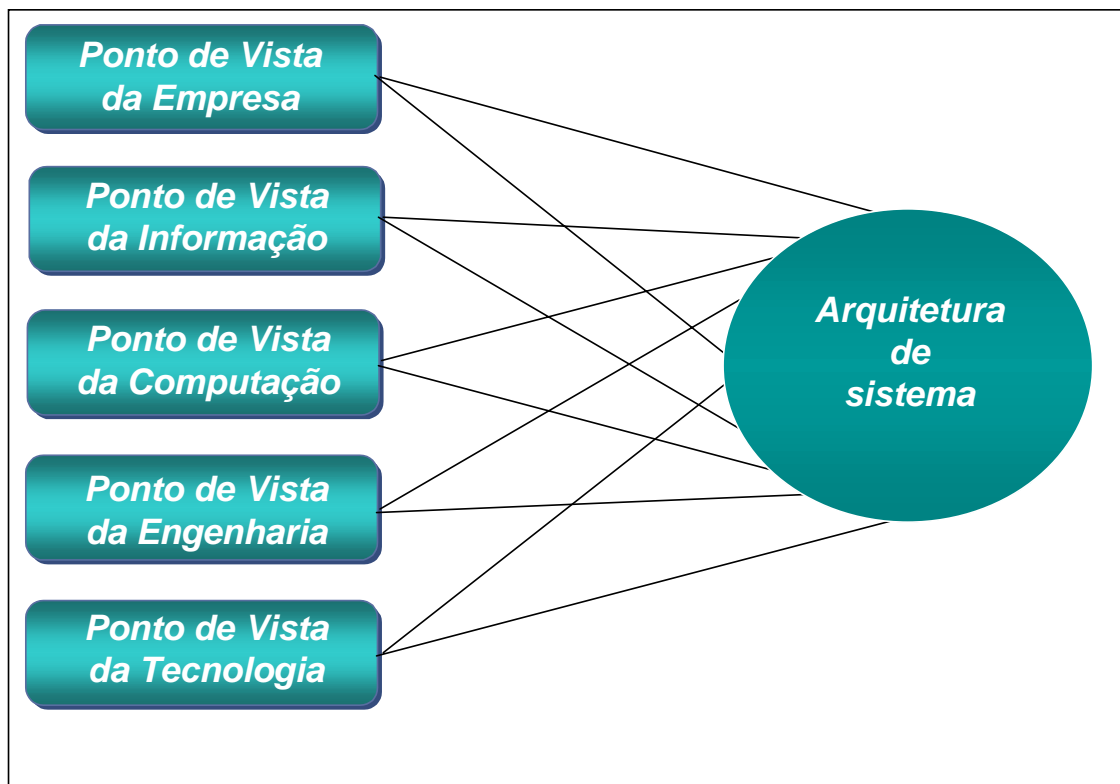 Ponto de Vista
da Empresa
Ponto de Vista
da Informação
Ponto de Vista
da Computação
Ponto de Vista
da Engenharia
Ponto de Vista
da Tecnologia
Arquitetura
de
sistema